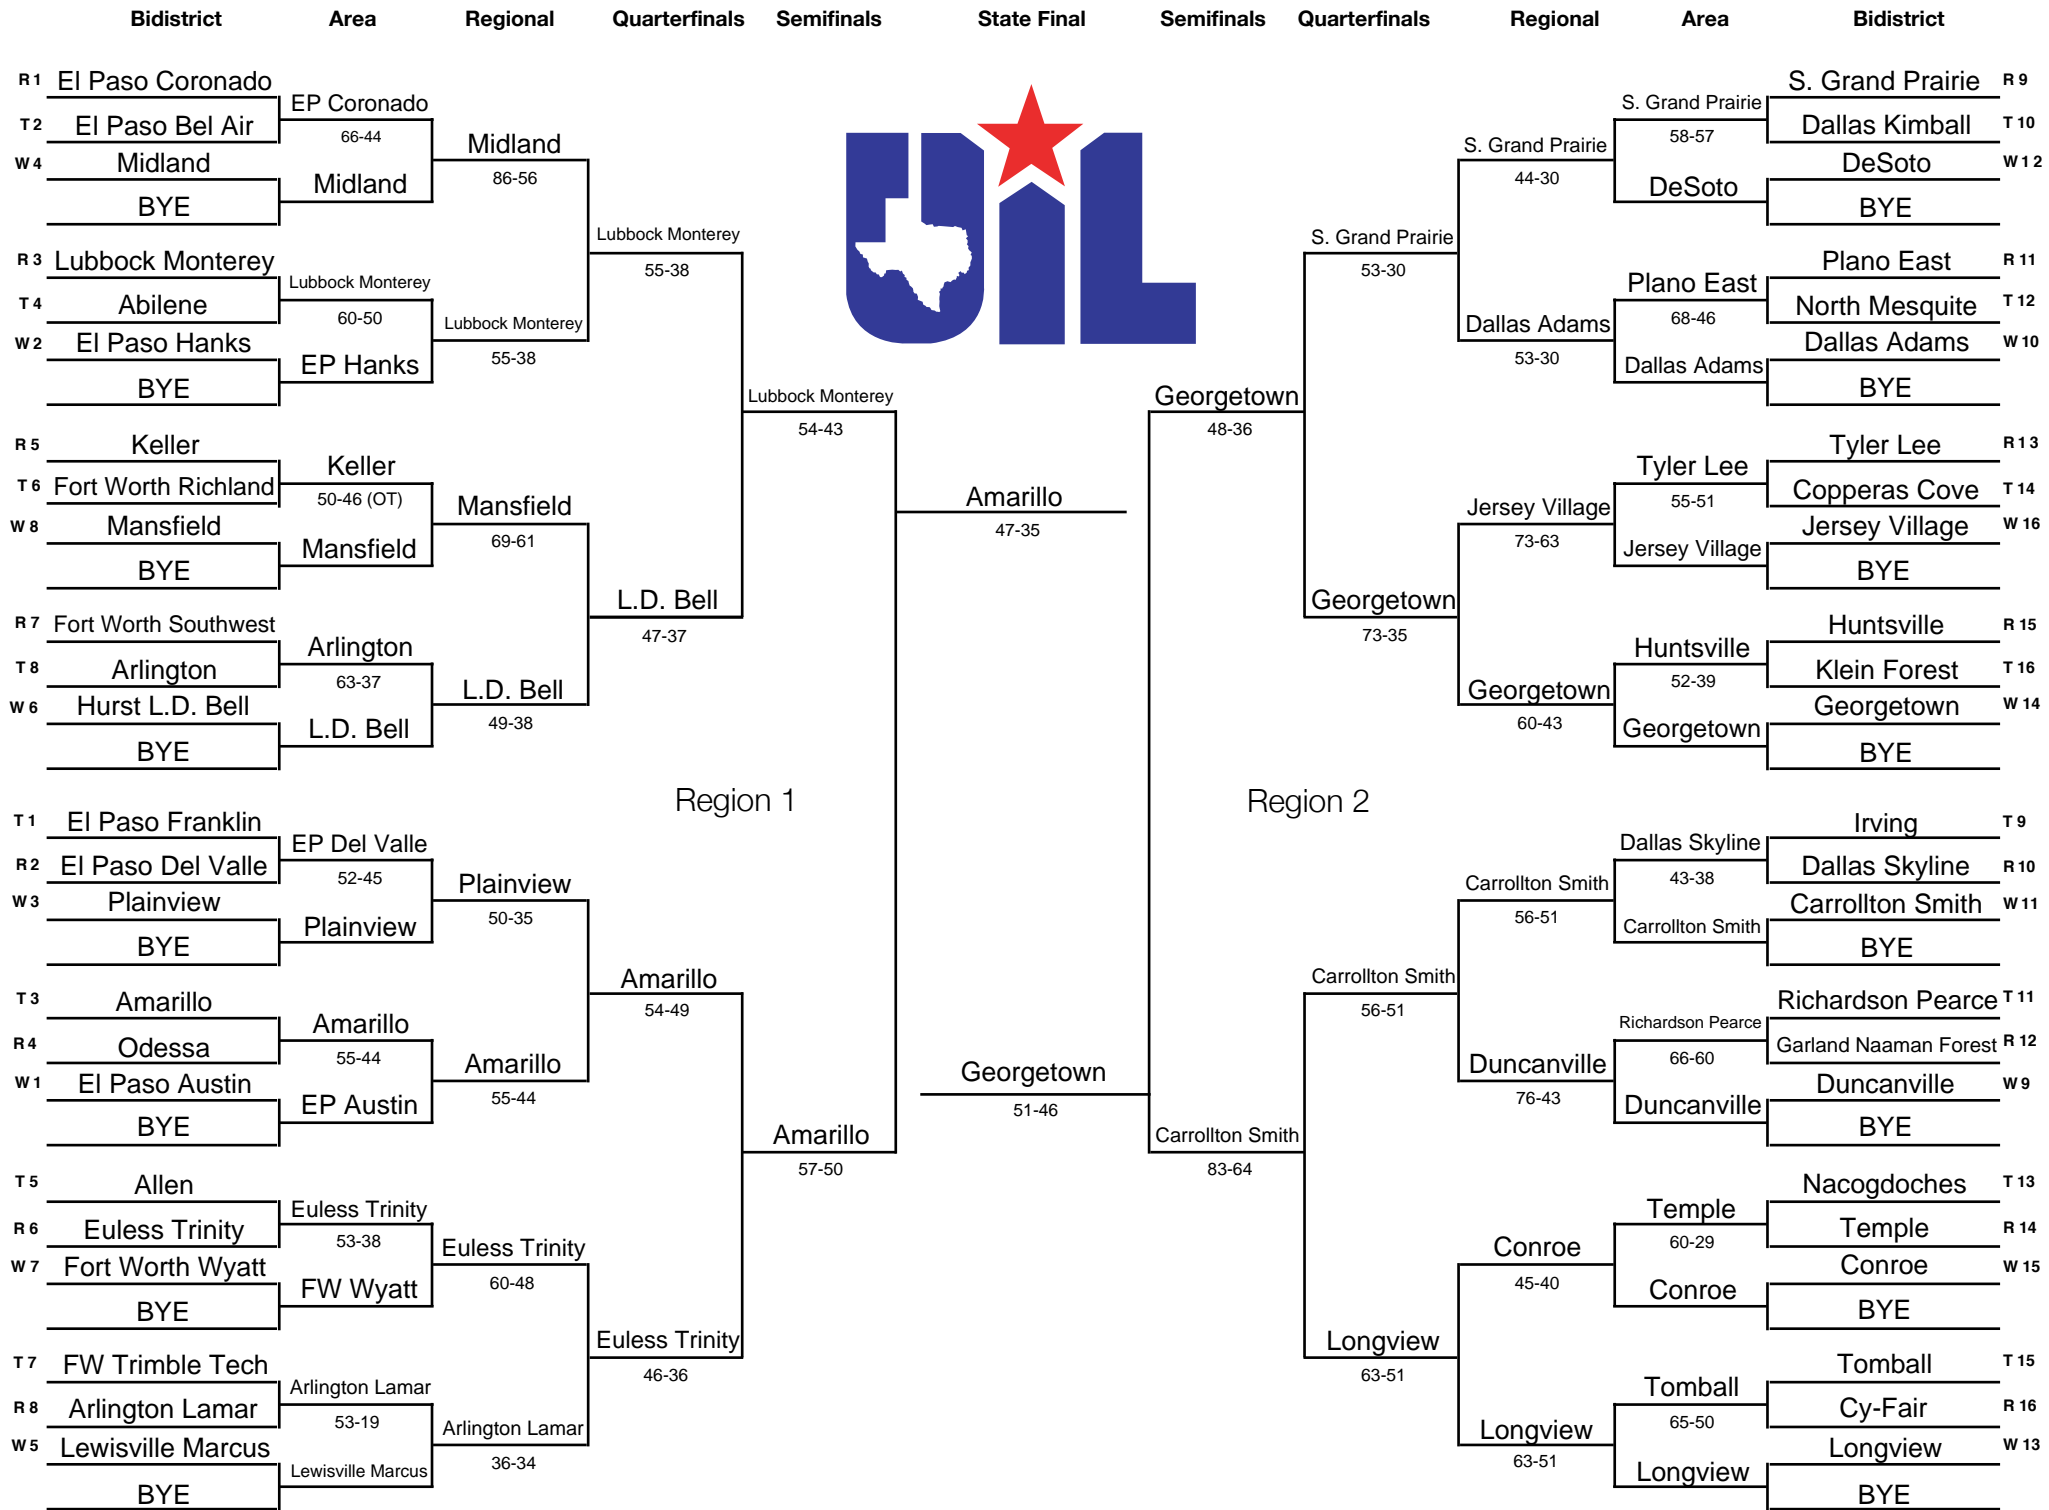 Bidistrict Area Regional Quarterfinals Semifinals State Final Semifinals Quarterfinals Regional Area Bidistrict
R 1 El Paso Coronado
EP Coronado
T 2 El Paso Bel Air
66-44
Midland
W 4 Midland
86-56
Midland
BYE
Lubbock Monterey
55-38
R 3 Lubbock Monterey
Lubbock Monterey
T 4 Abilene
60-50
Lubbock Monterey
W 2 El Paso Hanks
55-38
EP Hanks
BYE
Lubbock Monterey
54-43
R 5 Keller
Keller
T 6 Fort Worth Richland
50-46 (OT)
Mansfield
W 8 Mansfield
69-61
Mansfield
BYE
L.D. Bell
47-37
R 7 Fort Worth Southwest
Arlington
T 8 Arlington
63-37
L.D. Bell
W 6 Hurst L.D. Bell
49-38
L.D. Bell
BYE
Region 1
T 1 El Paso Franklin
EP Del Valle
R 2 El Paso Del Valle
52-45
Plainview
W 3 Plainview
50-35
Plainview
BYE
Amarillo
54-49
T 3 Amarillo
Amarillo
R 4 Odessa
55-44
Amarillo
W 1 El Paso Austin
55-44
EP Austin
BYE
Amarillo
57-50
T 5 Allen
Euless Trinity
R 6 Euless Trinity
53-38
Euless Trinity
W 7 Fort Worth Wyatt
60-48
FW Wyatt
BYE
Euless Trinity
46-36
T 7 FW Trimble Tech
Arlington Lamar
R 8 Arlington Lamar
53-19
Arlington Lamar
W 5 Lewisville Marcus
36-34
Lewisville Marcus
BYE
UIL
Amarillo
47-35
Georgetown
51-46
S. Grand Prairie R 9
S. Grand Prairie
Dallas Kimball T 10
58-57
S. Grand Prairie
DeSoto W 1 2
44-30
DeSoto
BYE
S. Grand Prairie
53-30
Plano East R 11
Plano East
North Mesquite T 12
68-46
Dallas Adams
Dallas Adams W 10
53-30
Dallas Adams
BYE
Georgetown
48-36
Tyler Lee R 1 3
Tyler Lee
Copperas Cove T 14
55-51
Jersey Village
Jersey Village W 16
73-63
Jersey Village
BYE
Georgetown
73-35
Huntsville R 15
Huntsville
Klein Forest T 16
52-39
Georgetown
Georgetown W 14
60-43
Georgetown
BYE
Region 2
Irving T 9
Dallas Skyline
Dallas Skyline R 10
43-38
Carrollton Smith
Carrollton Smith W 11
56-51
Carrollton Smith
BYE
Carrollton Smith
56-51
Richardson Pearce T 11
Richardson Pearce
Garland Naaman Forest R 12
66-60
Duncanville
Duncanville W 9
76-43
Duncanville
BYE
Carrollton Smith
83-64
Nacogdoches T 13
Temple
Temple R 14
60-29
Conroe
Conroe W 15
45-40
Conroe
BYE
Longview
63-51
Tomball T 15
Tomball
Cy-Fair R 16
65-50
Longview
Longview W 13
63-51
Longview
BYE